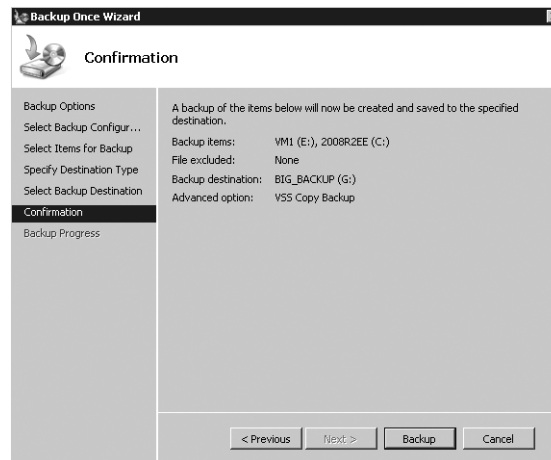 Backup Once Wizard
Confirmation
Backup Options
Select Backup Configur...
Select Items for Backup
Specify Destination Type
Select Backup Destination
Confirmation
Backup Progress
A backup of the items below will now be created and saved to the specified
destination.
Backup items: VM1 (E:), 2008R2EE (C:)
File excluded: None
Backup destination: BIG_BACKUP (G:)
Advanced option: VSS Copy Backup
< Previous Next > Backup Cancel